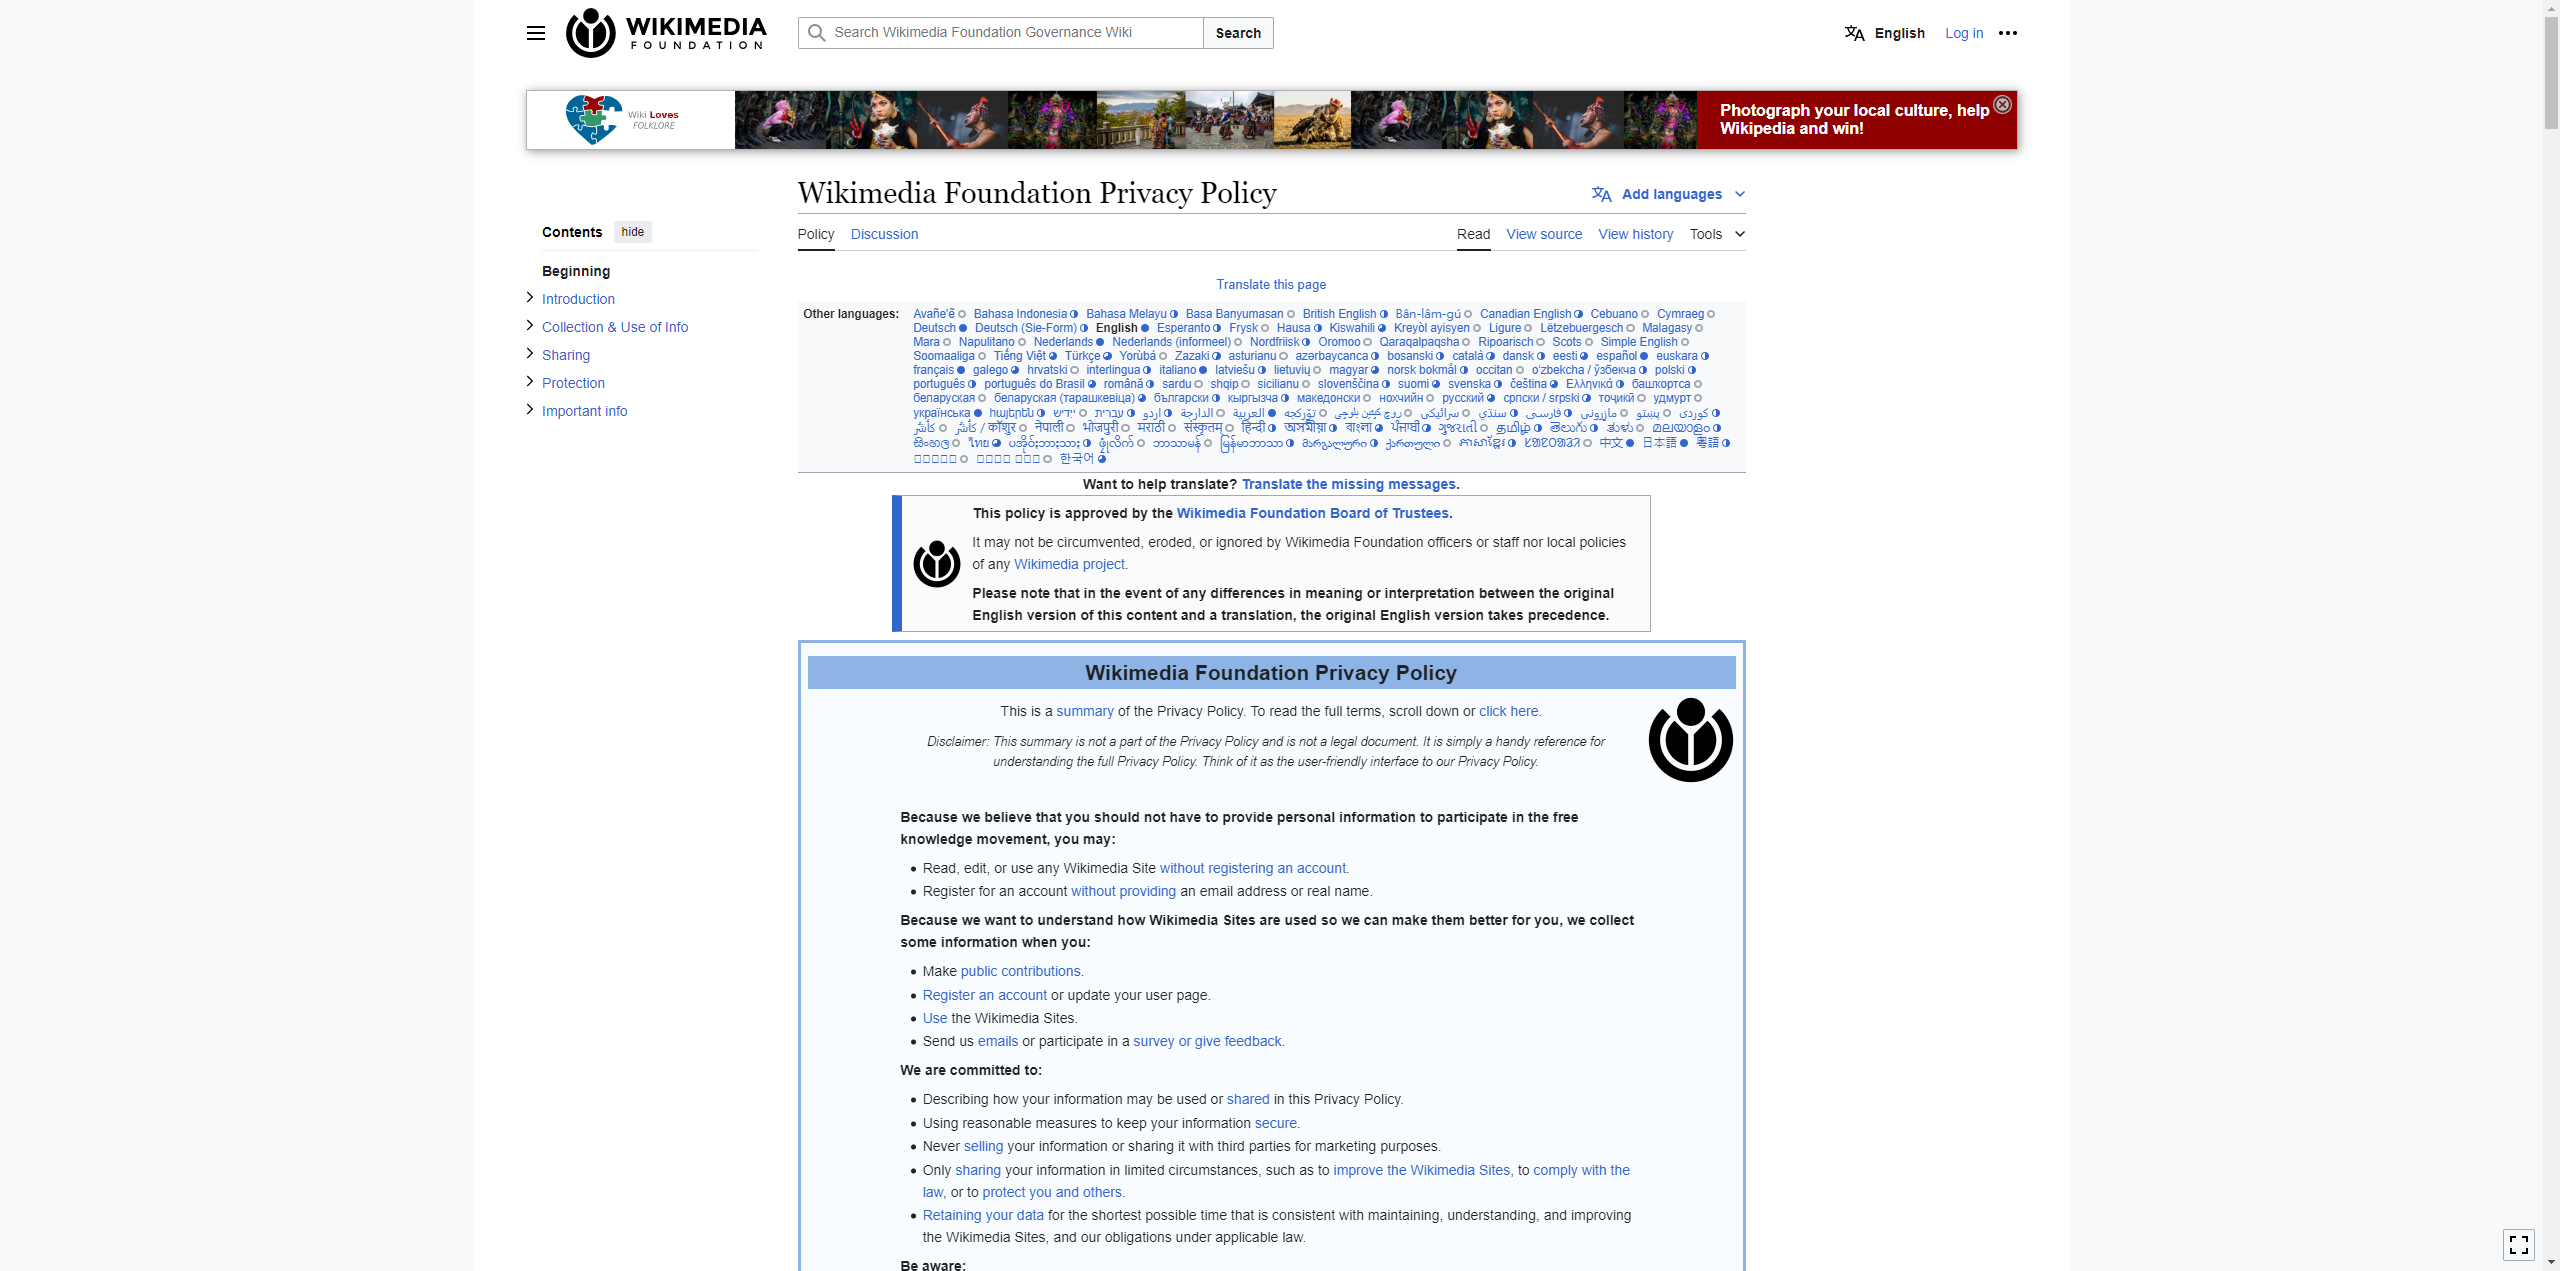 WIKIMEDIA
FOUNDATION
Search Wikimedia Foundation Governance Wiki
Search
English
Log in
Wiki Loves
FOLKLORE
Photograph your local culture, help
Wikipedia and win!
Wikimedia Foundation Privacy Policy
Add languages
Contents
hide
Policy Discussion
Read View source View history Tools
Beginning
Introduction
Collection & Use of Info
Sharing
Protection
Important info
Translate this page
Other languages:
Avañe'ẽ Bahasa Indonesia Bahasa Melayu Basa Banyumasan British English Bân-lâm-gú Canadian English Cebuano Cymraeg
Deutsch Deutsch (Sie-Form) English Esperanto Frysk Hausa Kiswahili Kreyòl ayisyen Ligure Lëtzebuergesch Malagasy
Mara Napulitano Nederlands Nederlands (informeel) Nordfriisk Oromoo Qaraqalpaqsha Ripoarisch Scots Simple English
Soomaaliga Tiếng Việt Türkçe Yorùbá Zazaki asturianu azərbaycanca bosanski català dansk eesti español euskara
français galego hrvatski interlingua italiano latviešu lietuvių magyar norsk bokmål occitan oʻzbekcha / ўзбекча polski
português português do Brasil română sardu shqip sicilianu slovenščina suomi svenska čeština Ελληνικά башҡортса
беларуская беларуская (тарашкевіца) български кыргызча македонски нохчийн русский српски / srpski тоҷикӣ удмурт
українська հայերեն ייִדיש עברית اردو الدارجة العربية تۆرکجه روچ کپتین بلوچی سرائیکی سنڌي فارسی مازِرونی پښتو کوردی
कॉशुर / كأشُر नेपाली भोजपुरी मराठी संस्कृतम् हिन्दी অসমীয়া বাংলা ਪੰਜਾਬੀ ગુજરાતી தமிழ் తెలుగు ತುಳು മലയാളം
සිංහල ไทย ပအိုဝ်ႏဘာႏသာႏ ဘာသာမန် မြန်မာဘာသာ მარგალური ქართული ភាសាខ្មែរ 中文 日本語 粵語
한국어
Want to help translate? Translate the missing messages.
This policy is approved by the Wikimedia Foundation Board of Trustees.
It may not be circumvented, eroded, or ignored by Wikimedia Foundation officers or staff nor local policies
of any Wikimedia project.
Please note that in the event of any differences in meaning or interpretation between the original
English version of this content and a translation, the original English version takes precedence.
Wikimedia Foundation Privacy Policy
This is a summary of the Privacy Policy. To read the full terms, scroll down or click here.
Disclaimer: This summary is not a part of the Privacy Policy and is not a legal document. It is simply a handy reference for
understanding the full Privacy Policy. Think of it as the user-friendly interface to our Privacy Policy.
Because we believe that you should not have to provide personal information to participate in the free
knowledge movement, you may:
Read, edit, or use any Wikimedia Site without registering an account.
Register for an account without providing an email address or real name.
Because we want to understand how Wikimedia Sites are used so we can make them better for you, we collect
some information when you:
Make public contributions.
Register an account or update your user page.
Use the Wikimedia Sites.
Send us emails or participate in a survey or give feedback.
We are committed to:
Describing how your information may be used or shared in this Privacy Policy.
Using reasonable measures to keep your information secure.
Never selling your information or sharing it with third parties for marketing purposes.
Only sharing your information in limited circumstances, such as to improve the Wikimedia Sites, to comply with the
law, or to protect you and others.
Retaining your data for the shortest possible time that is consistent with maintaining, understanding, and improving
the Wikimedia Sites, and our obligations under applicable law.
Be aware: